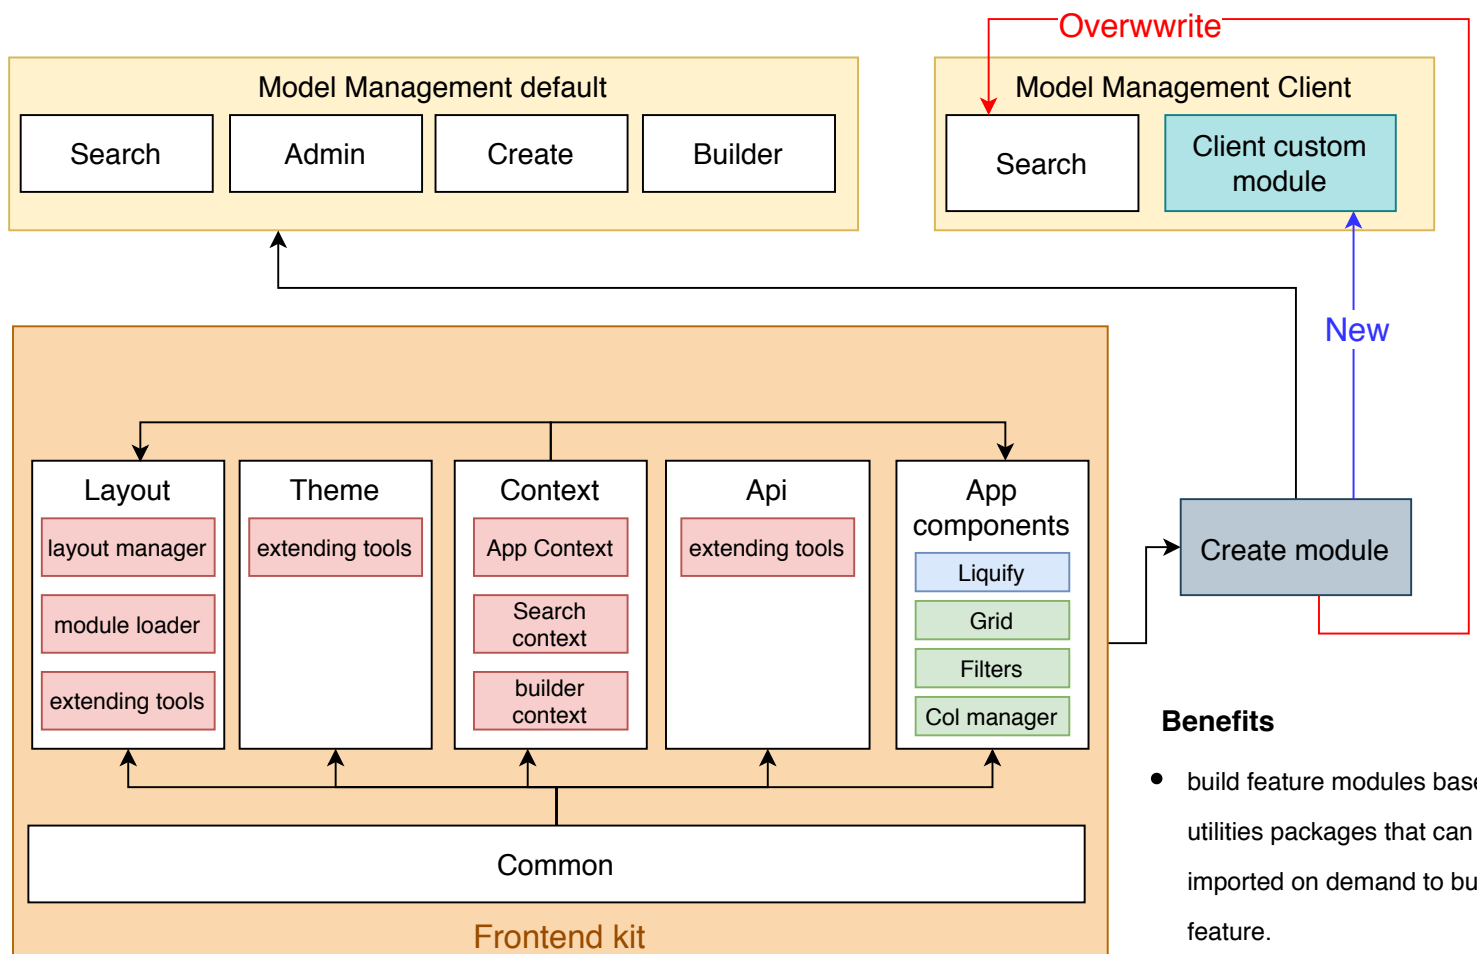 Overwwrite
Model Management default
Search
Admin
Create
Builder
Model Management Client
Search
Client custom
module
New
Layout
layout manager
module loader
extending tools
Theme
extending tools
Context
App Context
Search
context
builder
context
Api
extending tools
App
components
Liquify
Grid
Filters
Col manager
Create module
Common
Frontend kit
Benefits
build feature modules base
utilities packages that can
imported on demand to bu
feature.